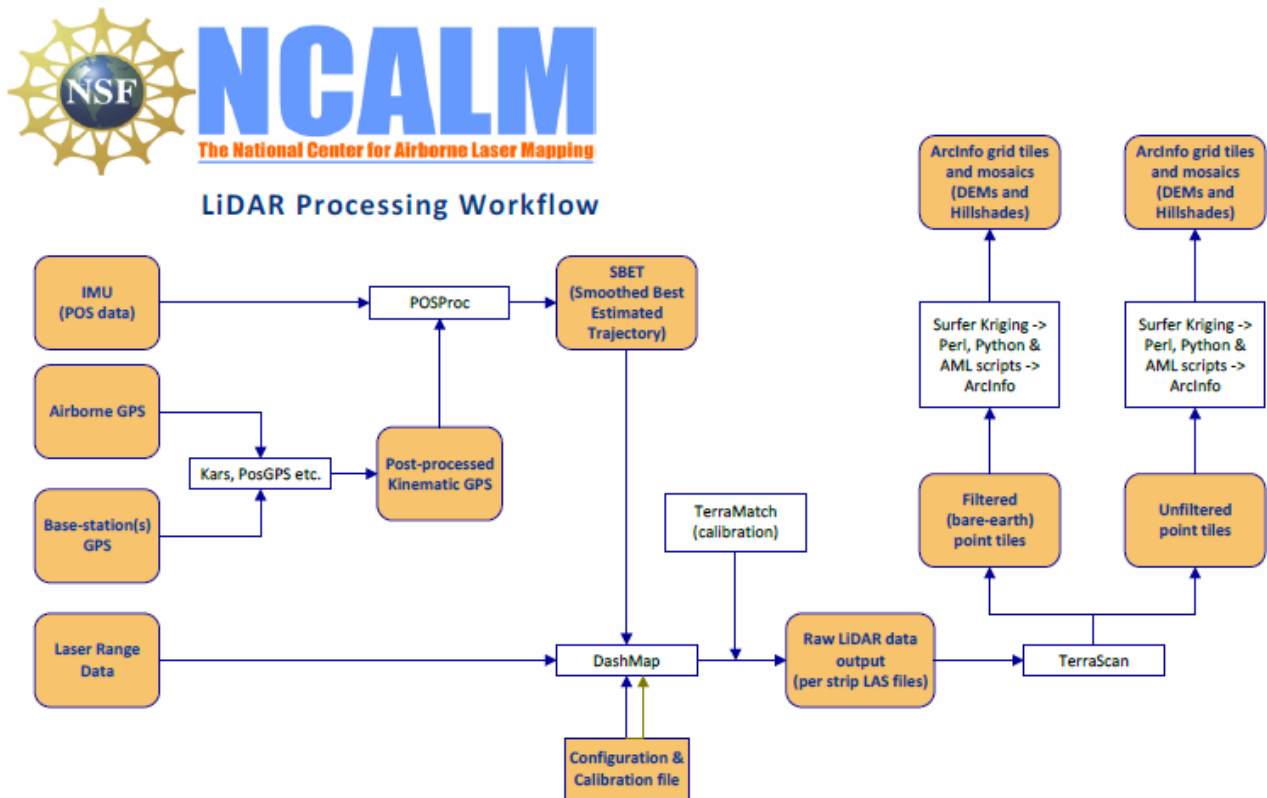 NSF
NCALM
The National Center for Airborne Laser Mapping
LiDAR Processing Workflow
IMU
(POS data)
POSProc
SBET
(Smoothed Best
Estimated
Trajectory)
Airborne GPS
Kars, PosGPS etc.
Post-processed
Kinematic GPS
Base-station(s)
GPS
Laser Range
Data
DashMap
Configuration &
Calibration file
TerraMatch
(calibration)
Raw LiDAR data
output
(per strip LAS files)
TerraScan
Filtered
(bare-earth)
point tiles
Unfiltered
point tiles
Surfer Kriging ->
Perl, Python &
AML scripts ->
ArcInfo
Surfer Kriging ->
Perl, Python &
AML scripts ->
ArcInfo
ArcInfo grid tiles
and mosaics
(DEMs and
Hillshades)
ArcInfo grid tiles
and mosaics
(DEMs and
Hillshades)